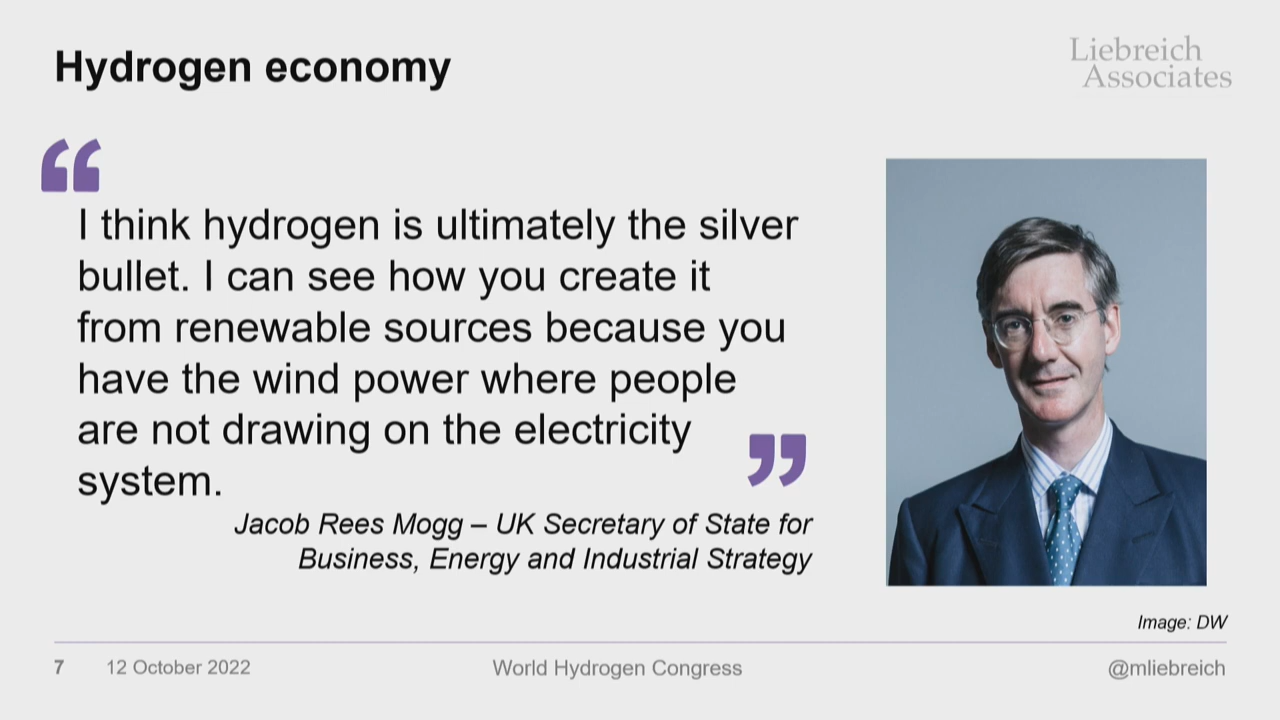 Hydrogen economy
Liebreich
Associates
“
I think hydrogen is ultimately the silver
bullet. I can see how you create it
from renewable sources because you
have the wind power where people
are not drawing on the electricity
system.
”
Jacob Rees Mogg – UK Secretary of State for
Business, Energy and Industrial Strategy
Image: DW
7 12 October 2022 World Hydrogen Congress @mliebreich